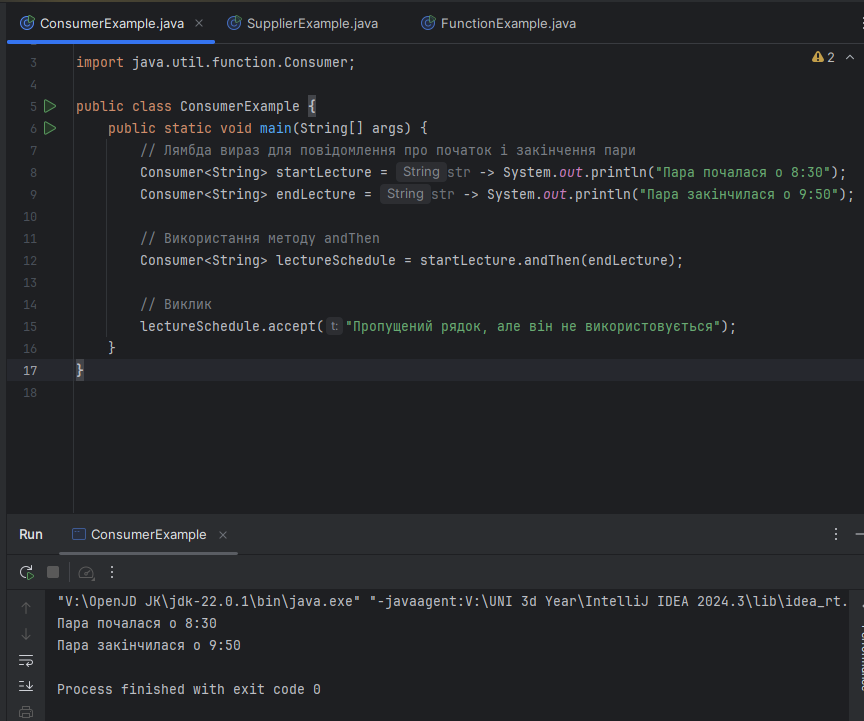 ConsumerExample.java SupplierExample.java FunctionExample.java
3 import java.util.function.Consumer; 2
4
5 public class ConsumerExample {
6 public static void main(String[] args) {
7 // Лямбда вираз для повідомлення про початок і закінчення пари
8 Consumer<String> startLecture = String str -> System.out.println("Пара почалася о 8:30");
9 Consumer<String> endLecture = String str -> System.out.println("Пара закінчилася о 9:50");
10
11 // Використання методу andThen
12 Consumer<String> lectureSchedule = startLecture.andThen(endLecture);
13
14 // Виклик
15 lectureSchedule.accept( t: "Пропущений рядок, але він не використовується");
16 }
17 }
18
Run ConsumerExample
"V:\OpenJD JK\jdk-22.0.1\bin\java.exe" "-javaagent:V:\UNI 3d Year\IntelliJ IDEA 2024.3\lib\idea_rt.
Пара почалася о 8:30
Пара закінчилася о 9:50
Process finished with exit code 0